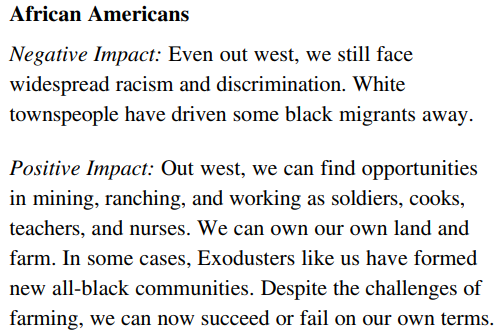 African Americans
Negative Impact: Even out west, we still face
widespread racism and discrimination. White
townspeople have driven some black migrants away.
Positive Impact: Out west, we can find opportunities
in mining, ranching, and working as soldiers, cooks,
teachers, and nurses. We can own our own land and
farm. In some cases, Exodusters like us have formed
new all-black communities. Despite the challenges of
farming, we can now succeed or fail on our own terms.